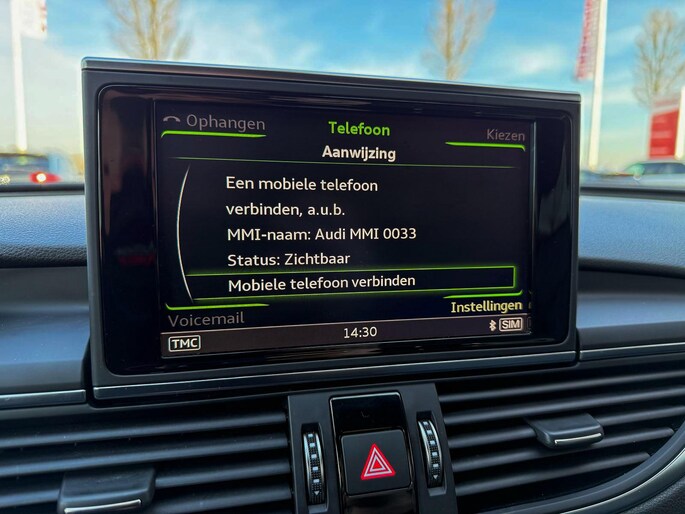 Ophangen
Telefoon
Kiezen
Aanwijzing
Een mobiele telefoon
verbinden, a.u.b.
MMI-naam: Audi MMI 0033
Status: Zichtbaar
Mobiele telefoon verbinden
Voicemail
Instellingen
TMC
14:30
SIM